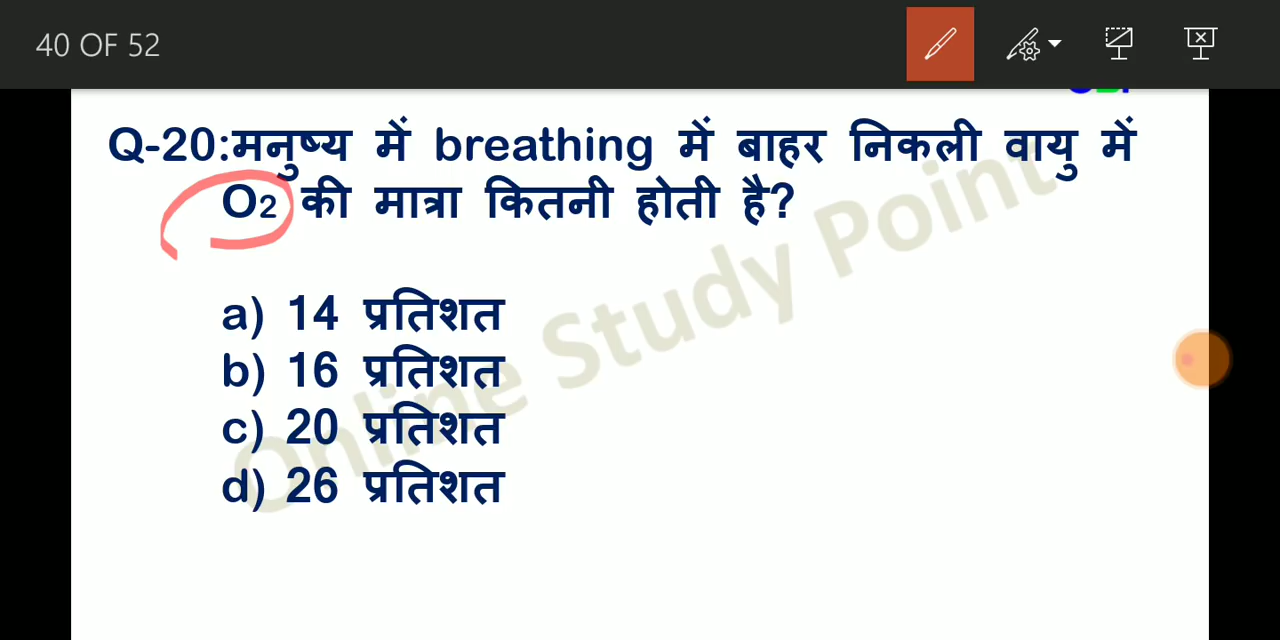 40 OF 52
Q-20:मनुष्य में breathing में बाहर निकली वायु में
O2 की मात्रा कितनी होती है?
a) 14 प्रतिशत
b) 16 प्रतिशत
c) 20 प्रतिशत
d) 26 प्रतिशत
Online Study Point